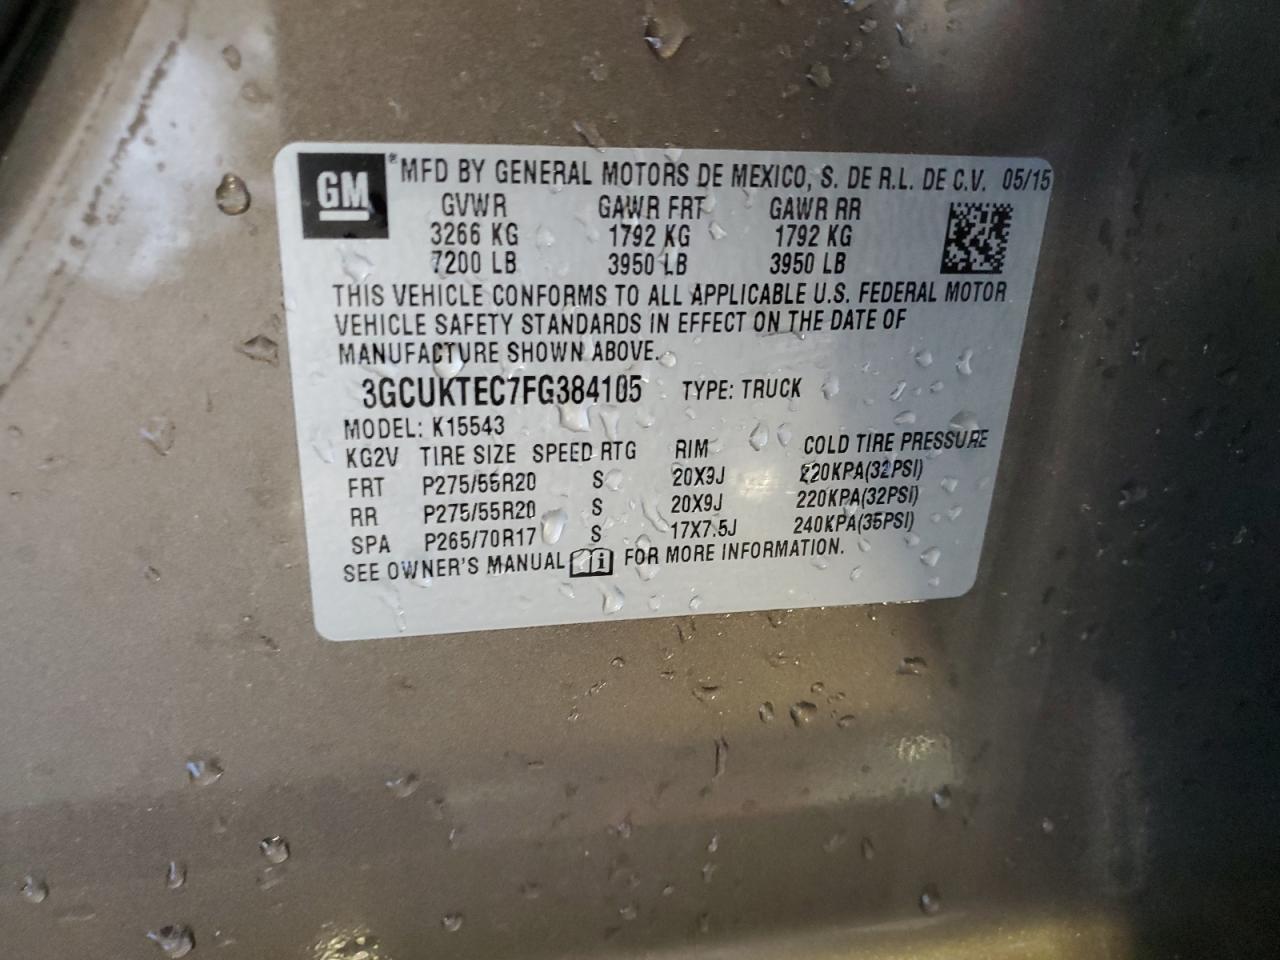 GM ® MFD BY GENERAL MOTORS DE MEXICO, S. DE R.L. DE C.V. 05/15
GVWR GAWR FRT GAWR RR
3266 KG 1792 KG 1792 KG
7200 LB 3950 LB 3950 LB
THIS VEHICLE CONFORMS TO ALL APPLICABLE U.S. FEDERAL MOTOR
VEHICLE SAFETY STANDARDS IN EFFECT ON THE DATE OF
MANUFACTURE SHOWN ABOVE.
3GCUKTEC7FG384105 TYPE: TRUCK
MODEL: K15543
KG2V TIRE SIZE SPEED RTG RIM COLD TIRE PRESSURE
FRT P275/55R20 S 20X9J 220KPA(32PSI)
RR P275/55R20 S 20X9J 220KPA(32PSI)
SPA P265/70R17 S 17X7.5J 240KPA(35PSI)
SEE OWNER'S MANUAL i FOR MORE INFORMATION.